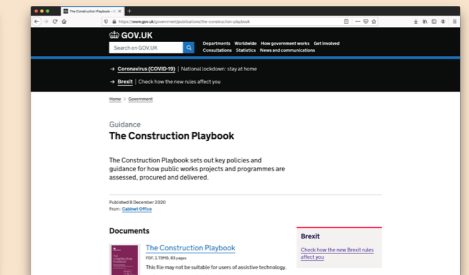 The Construction Playbook
https://www.gov.uk/government/publications/the-construction-playbook
GOV.UK
Search on GOV.UK
Departments Worldwide How government works Get involved
Consultations Statistics News and communications
→ Coronavirus (COVID-19) | National lockdown: stay at home
→ Brexit | Check how the new rules affect you
Home > Government
Guidance
The Construction Playbook
The Construction Playbook sets out key policies and
guidance for how public works projects and programmes are
assessed, procured and delivered.
Published 8 December 2020
From: Cabinet Office
Documents
The Construction Playbook
PDF, 2.75MB, 83 pages
This file may not be suitable for users of assistive technology.
Brexit
Check how the new Brexit rules
affect you